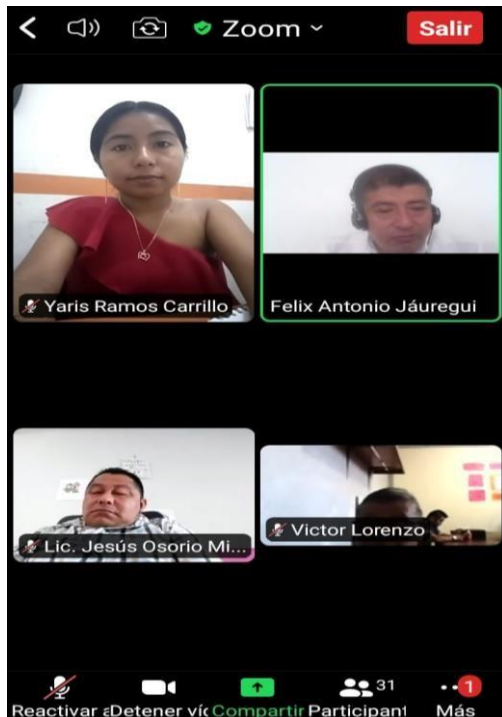 Zoom
Salir
Yaris Ramos Carrillo
Felix Antonio Jáuregui
Lic. Jesús Osorio Mi...
Victor Lorenzo
31
1
Reactivar a
Detener víc
Compartir
Participant
Más